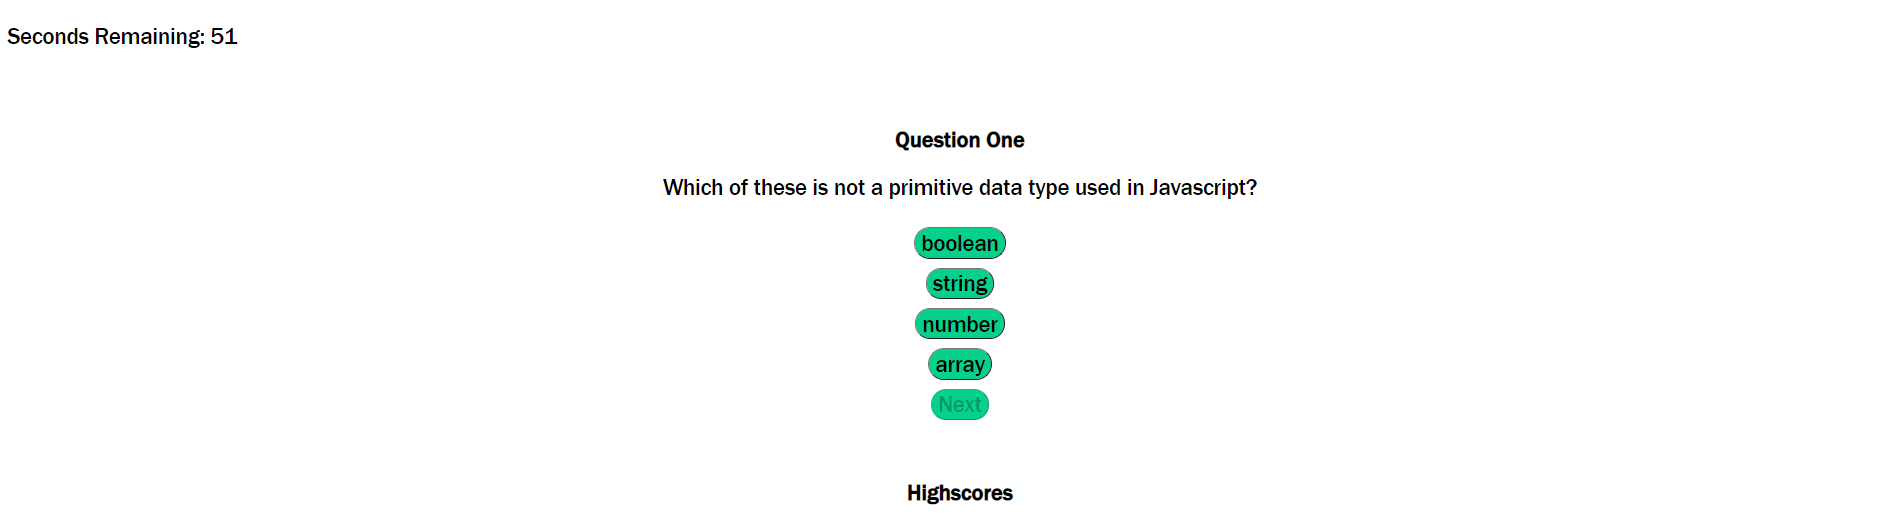 Seconds Remaining: 51
Question One
Which of these is not a primitive data type used in Javascript?
boolean
string
number
array
Next
Highscores